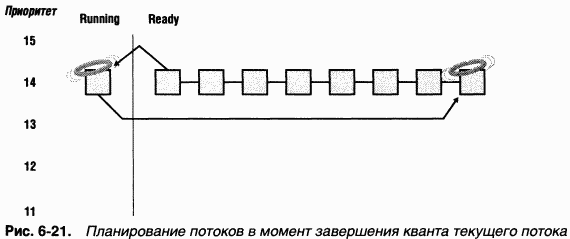 Приоритет
Running Ready
15
14
13
12
11
Рис. 6-21. Планирование потоков в момент завершения кванта текущего потока